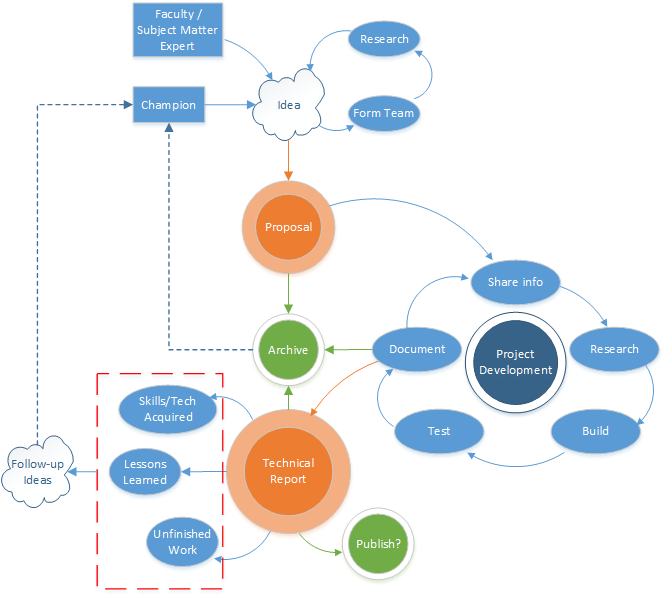 Faculty /
Subject Matter
Expert
Research
Champion
Idea
Form Team
Proposal
Share info
Archive
Document
Project
Development
Research
Skills/Tech
Acquired
Test
Build
Follow-up
Ideas
Lessons
Learned
Technical
Report
Unfinished
Work
Publish?